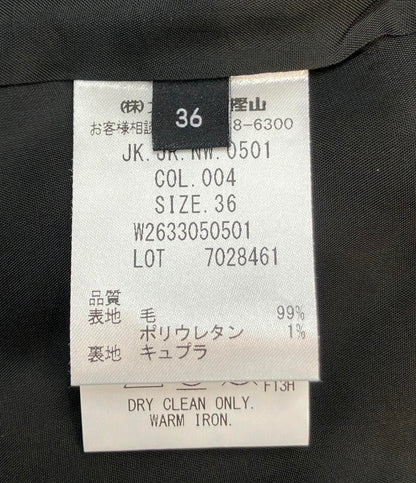 36
(株) 樫山
お客様相談 8-6300
JK.JR.NW.0501
COL.004
SIZE.36
W2633050501
LOT 7028461
品質
表地 毛 99%
ポリウレタン 1%
裏地 キュプラ
F13H
DRY CLEAN ONLY.
WARM IRON.